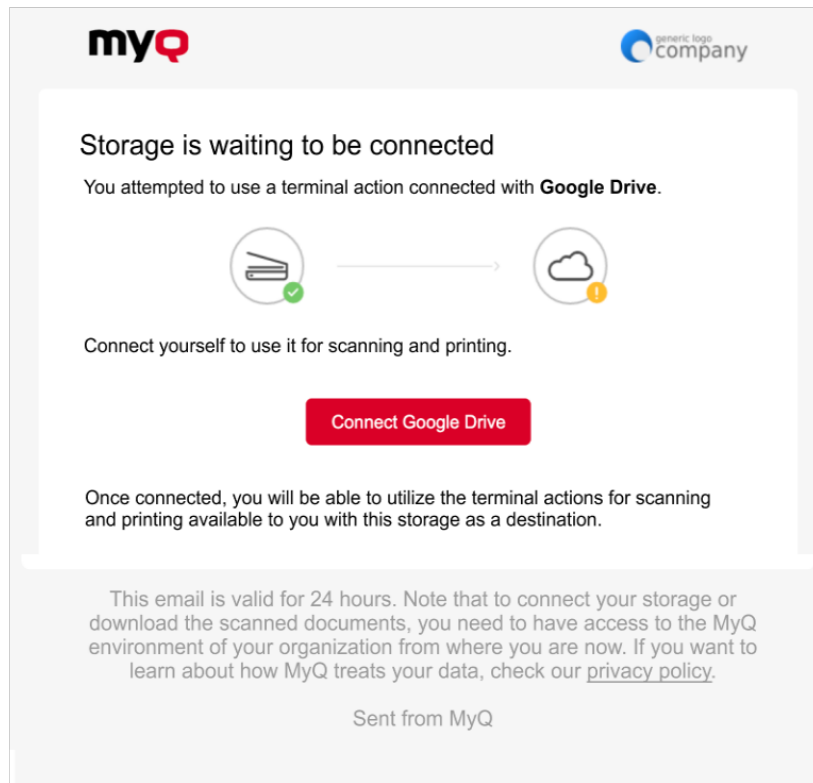 myQ
generic logo
company
Storage is waiting to be connected
You attempted to use a terminal action connected with Google Drive.
Connect yourself to use it for scanning and printing.
Connect Google Drive
Once connected, you will be able to utilize the terminal actions for scanning
and printing available to you with this storage as a destination.
This email is valid for 24 hours. Note that to connect your storage or
download the scanned documents, you need to have access to the MyQ
environment of your organization from where you are now. If you want to
learn about how MyQ treats your data, check our privacy policy.
Sent from MyQ